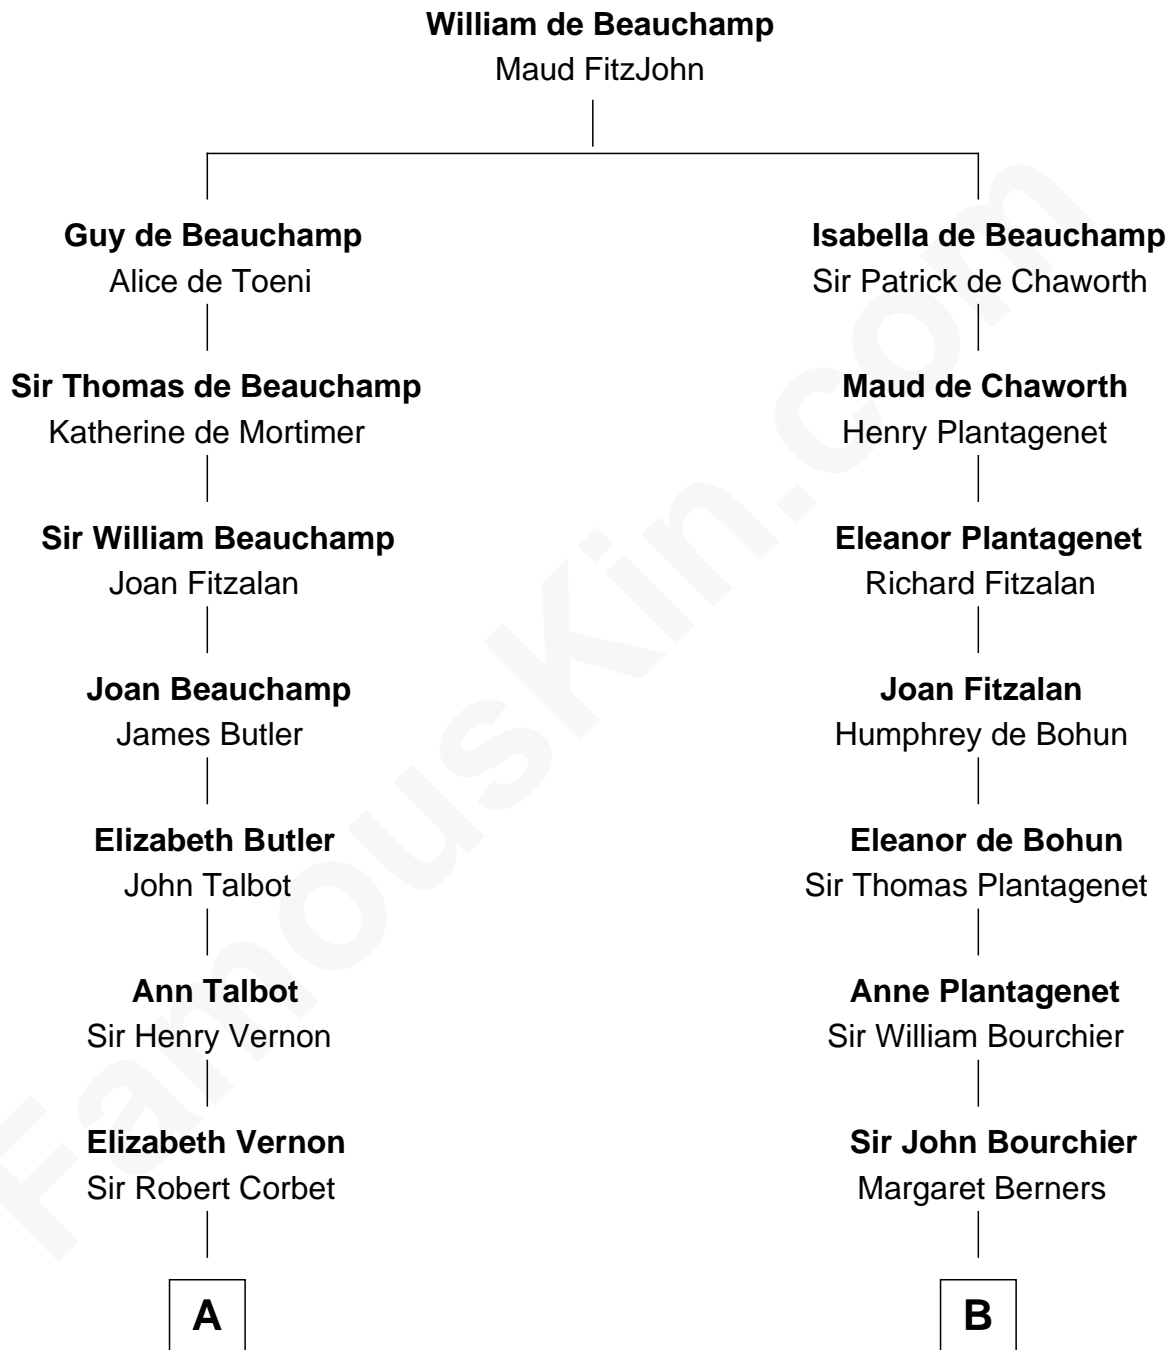 William de Beauchamp
Maud FitzJohn
Guy de Beauchamp
Alice de Toeni
Isabella de Beauchamp
Sir Patrick de Chaworth
Sir Thomas de Beauchamp
Katherine de Mortimer
Maud de Chaworth
Henry Plantagenet
Sir William Beauchamp
Joan Fitzalan
Eleanor Plantagenet
Richard Fitzalan
Joan Beauchamp
James Butler
Joan Fitzalan
Humphrey de Bohun
Elizabeth Butler
John Talbot
Eleanor de Bohun
Sir Thomas Plantagenet
Ann Talbot
Sir Henry Vernon
Anne Plantagenet
Sir William Bourchier
Elizabeth Vernon
Sir Robert Corbet
Sir John Bourchier
Margaret Berners
A
B
FamousKin.com